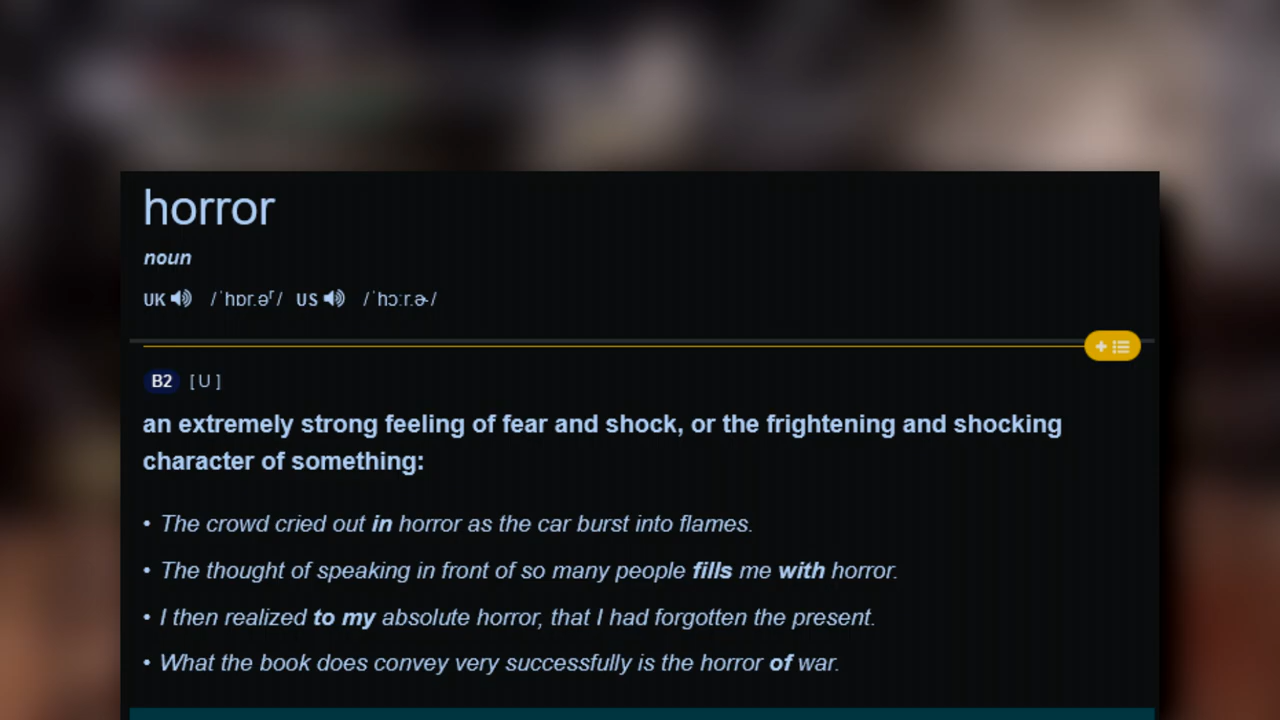 horror
noun
UK /ˈhɒr.əʳ/ US /ˈhɔːr.ɚ/
B2 [ U ]
an extremely strong feeling of fear and shock, or the frightening and shocking
character of something:
• The crowd cried out in horror as the car burst into flames.
• The thought of speaking in front of so many people fills me with horror.
• I then realized to my absolute horror, that I had forgotten the present.
• What the book does convey very successfully is the horror of war.